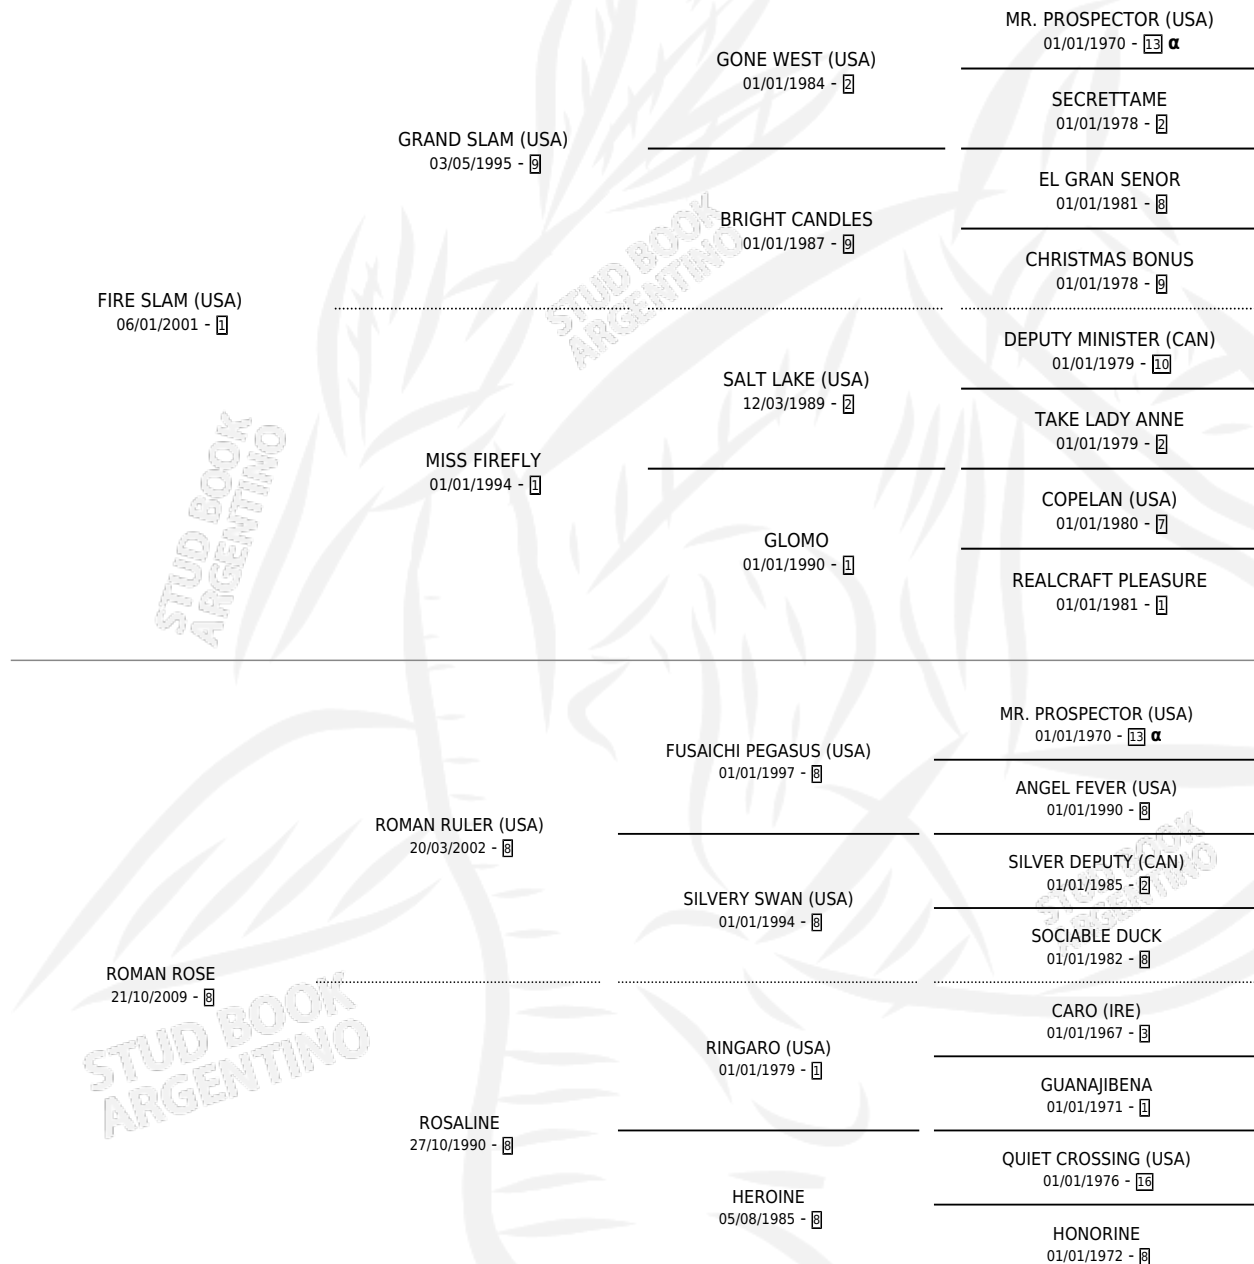 MR. PROSPECTOR (USA)
01/01/1970 - 13 α
GONE WEST (USA)
01/01/1984 - 2
SECRETTAME
01/01/1978 - 2
GRAND SLAM (USA)
03/05/1995 - 9
EL GRAN SENOR
01/01/1981 - 8
BRIGHT CANDLES
01/01/1987 - 9
CHRISTMAS BONUS
01/01/1978 - 9
FIRE SLAM (USA)
06/01/2001 - 1
STUD BOOK
ARGENTINO
DEPUTY MINISTER (CAN)
01/01/1979 - 10
SALT LAKE (USA)
12/03/1989 - 2
TAKE LADY ANNE
01/01/1979 - 2
MISS FIREFLY
01/01/1994 - 1
COPELAN (USA)
01/01/1980 - 7
GLOMO
01/01/1990 - 1
REALCRAFT PLEASURE
01/01/1981 - 1
STUD BOOK
ARGENTINO
MR. PROSPECTOR (USA)
01/01/1970 - 13 α
FUSAICHI PEGASUS (USA)
01/01/1997 - 8
ANGEL FEVER (USA)
01/01/1990 - 8
ROMAN RULER (USA)
20/03/2002 - 8
SILVER DEPUTY (CAN)
01/01/1985 - 2
STUD BOOK
ARGENTINO
SILVERY SWAN (USA)
01/01/1994 - 8
SOCIABLE DUCK
01/01/1982 - 8
ROMAN ROSE
21/10/2009 - 8
STUD BOOK
ARGENTINO
CARO (IRE)
01/01/1967 - 3
RINGARO (USA)
01/01/1979 - 1
GUANAJIBENA
01/01/1971 - 1
ROSALINE
27/10/1990 - 8
QUIET CROSSING (USA)
01/01/1976 - 16
HEROINE
05/08/1985 - 8
HONORINE
01/01/1972 - 8